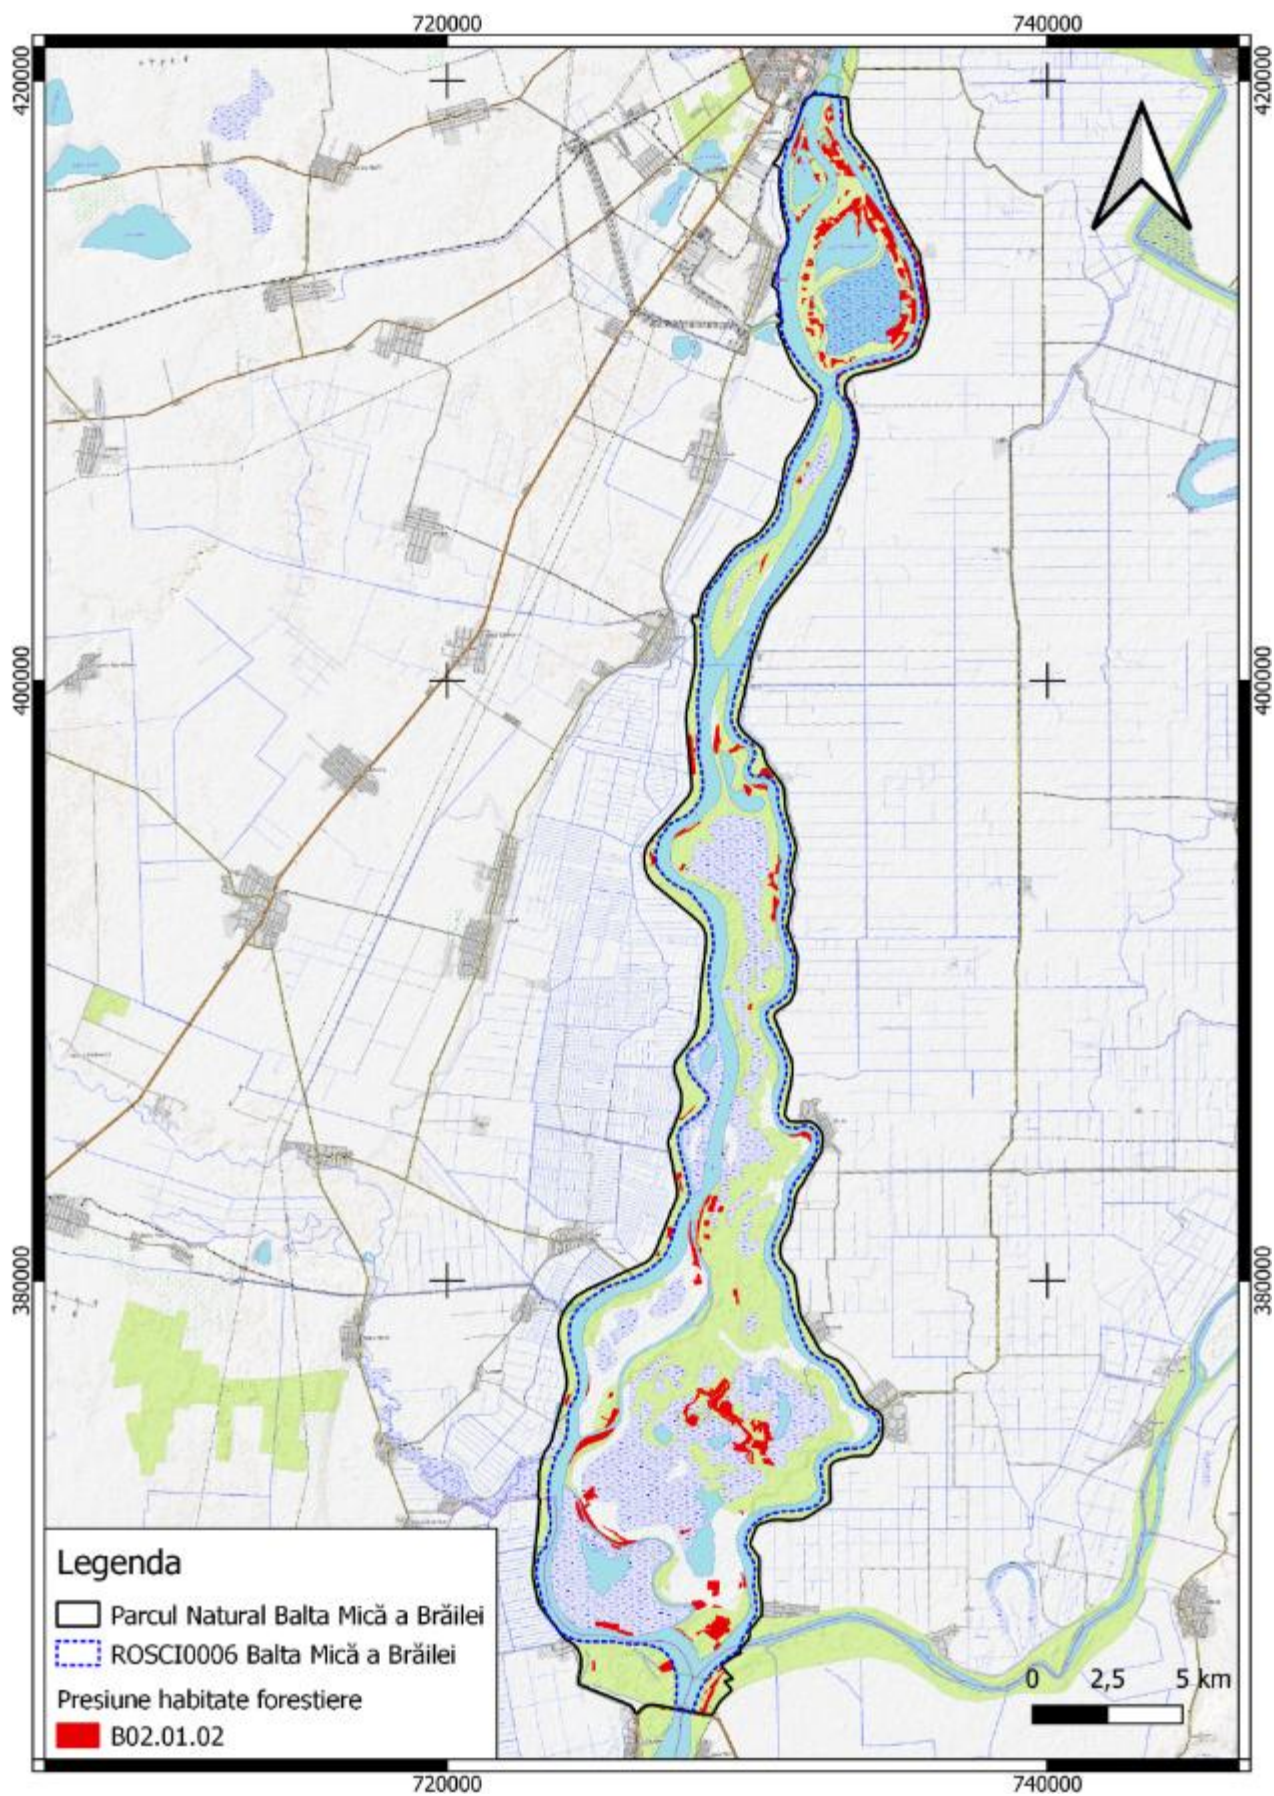 720000
740000
420000
420000
400000
400000
380000
380000
Legenda
Parcul Natural Balta Mică a Brăilei
ROSCI0006 Balta Mică a Brăilei
Presiune habitate forestiere
B02.01.02
0 2,5 5 km
720000
740000